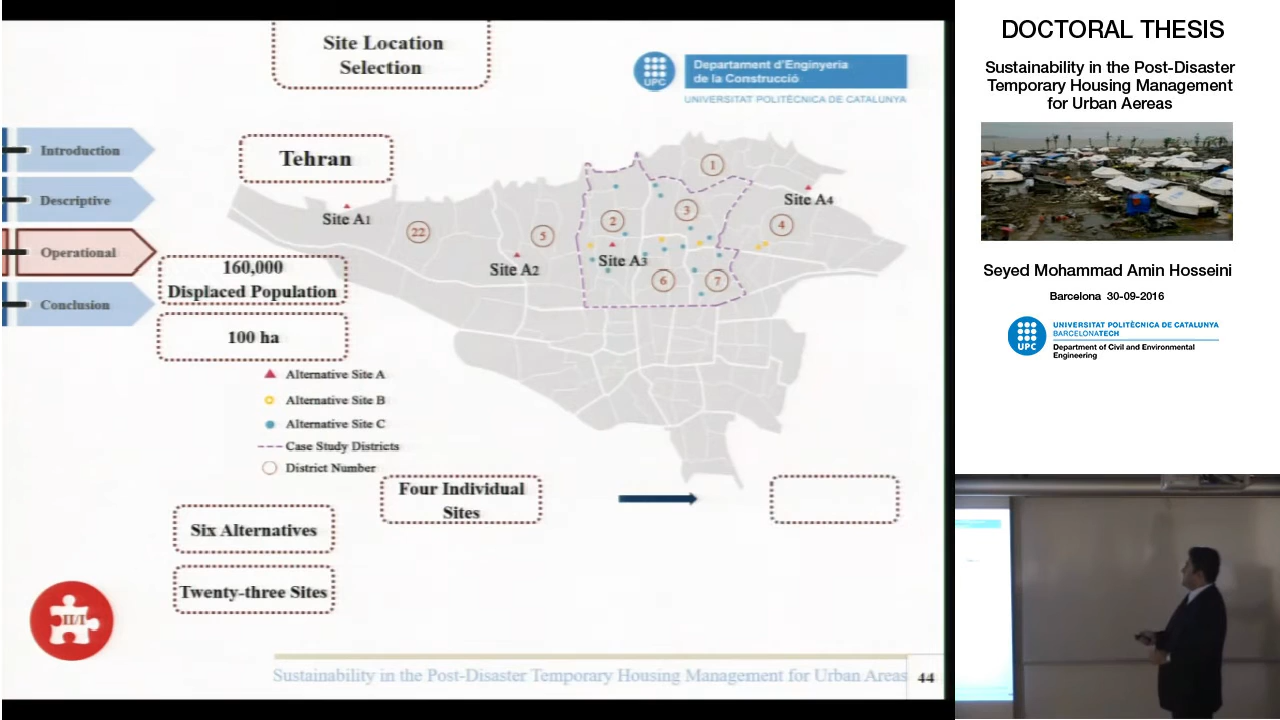 Site Location
Selection
UPC
Departament d'Enginyeria
de la Construcció
UNIVERSITAT POLITÈCNICA DE CATALUNYA
Introduction
Descriptive
Operational
Conclusion
Tehran
160,000
Displaced Population
100 ha
Site A1
22
5
Site A2
2
Site A3
3
1
Site A4
4
6
7
Alternative Site A
Alternative Site B
Alternative Site C
Case Study Districts
District Number
Four Individual
Sites
Six Alternatives
Twenty-three Sites
II/I
Sustainability in the Post-Disaster Temporary Housing Management for Urban Areas
44
DOCTORAL THESIS
Sustainability in the Post-Disaster
Temporary Housing Management
for Urban Aereas
Seyed Mohammad Amin Hosseini
Barcelona 30-09-2016
UPC
UNIVERSITAT POLITÈCNICA DE CATALUNYA
BARCELONATECH
Department of Civil and Environmental
Engineering